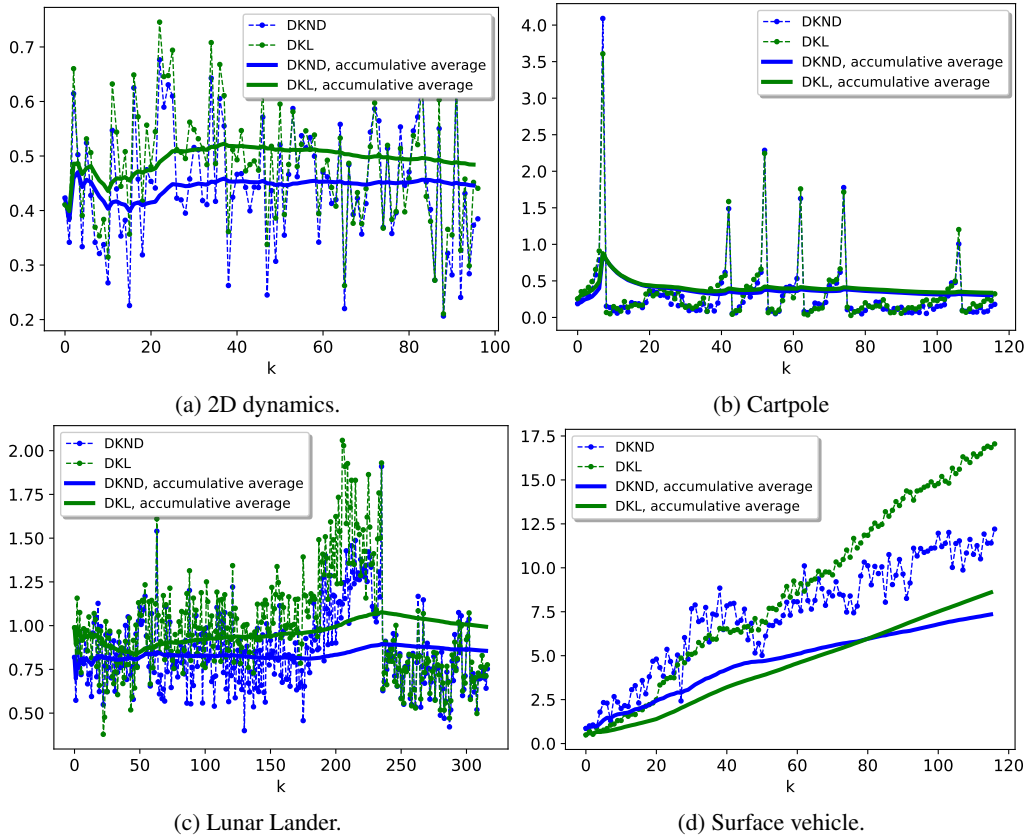 0.7
0.6
0.5
0.4
0.3
0.2
0 20 40 60 80 100
k
DKND
DKL
DKND, accumulative average
DKL, accumulative average
(a) 2D dynamics.
4.0
3.5
3.0
2.5
2.0
1.5
1.0
0.5
0.0
0 20 40 60 80 100 120
k
DKND
DKL
DKND, accumulative average
DKL, accumulative average
(b) Cartpole
2.00
1.75
1.50
1.25
1.00
0.75
0.50
0 50 100 150 200 250 300
k
DKND
DKL
DKND, accumulative average
DKL, accumulative average
(c) Lunar Lander.
17.5
15.0
12.5
10.0
7.5
5.0
2.5
0.0
0 20 40 60 80 100 120
k
DKND
DKL
DKND, accumulative average
DKL, accumulative average
(d) Surface vehicle.